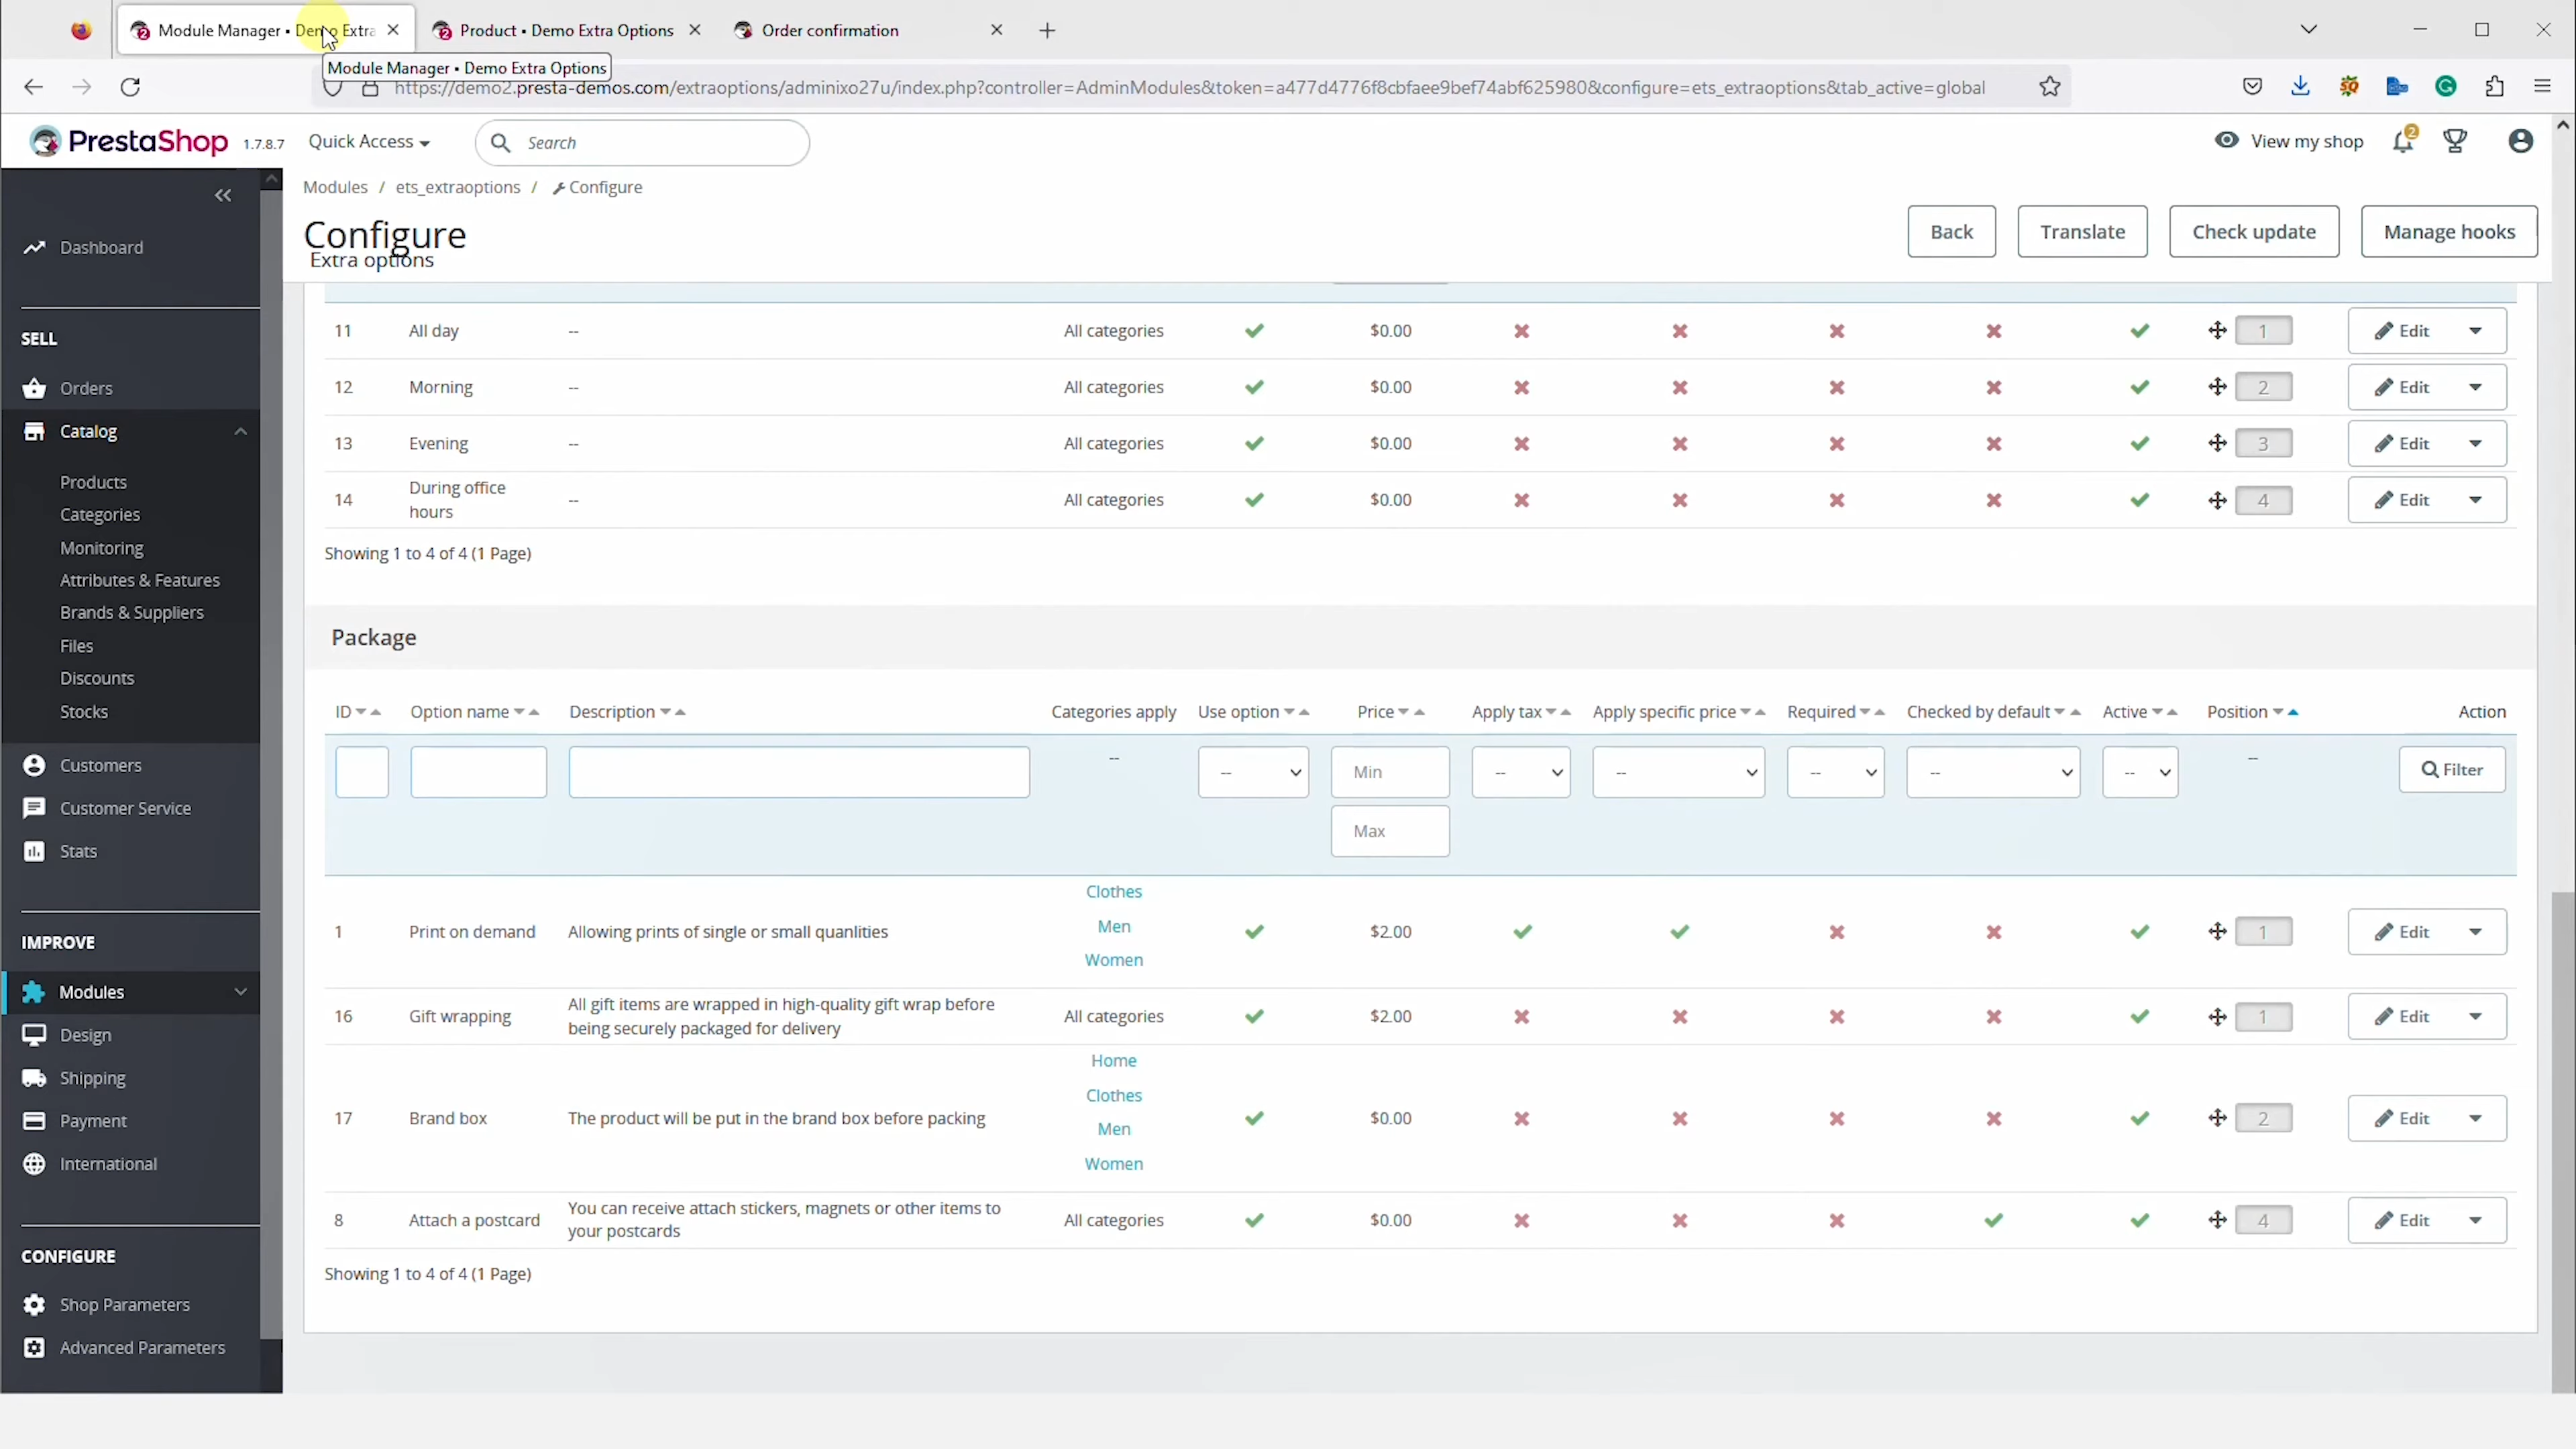 Module Manager • Demo Extra
Product • Demo Extra Options
Order confirmation
Module Manager • Demo Extra Options
https://demo2.presta-demos.com/extraoptions/adminixo27u/index.php?controller=AdminModules&token=a477d4776f8cbfaee9bef74abf625980&configure=ets_extraoptions&tab_active=global
PrestaShop 1.7.8.7 Quick Access Search View my shop 2
Modules / ets_extraoptions / Configure
Configure
Extra options
Back Translate Check update Manage hooks
Dashboard
SELL
Orders
Catalog
Products
Categories
Monitoring
Attributes & Features
Brands & Suppliers
Files
Discounts
Stocks
Customers
Customer Service
Stats
IMPROVE
Modules
Design
Shipping
Payment
International
CONFIGURE
Shop Parameters
Advanced Parameters
11 All day -- All categories $0.00 1 Edit
12 Morning -- All categories $0.00 2 Edit
13 Evening -- All categories $0.00 3 Edit
14 During office hours -- All categories $0.00 4 Edit
Showing 1 to 4 of 4 (1 Page)
Package
ID Option name Description Categories apply Use option Price Apply tax Apply specific price Required Checked by default Active Position Action
-- -- Min -- -- -- -- -- -- Filter
Max
1 Print on demand Allowing prints of single or small quanlities Clothes Men Women $2.00 1 Edit
16 Gift wrapping All gift items are wrapped in high-quality gift wrap before being securely packaged for delivery All categories $2.00 1 Edit
17 Brand box The product will be put in the brand box before packing Home Clothes Men Women $0.00 2 Edit
8 Attach a postcard You can receive attach stickers, magnets or other items to your postcards All categories $0.00 4 Edit
Showing 1 to 4 of 4 (1 Page)